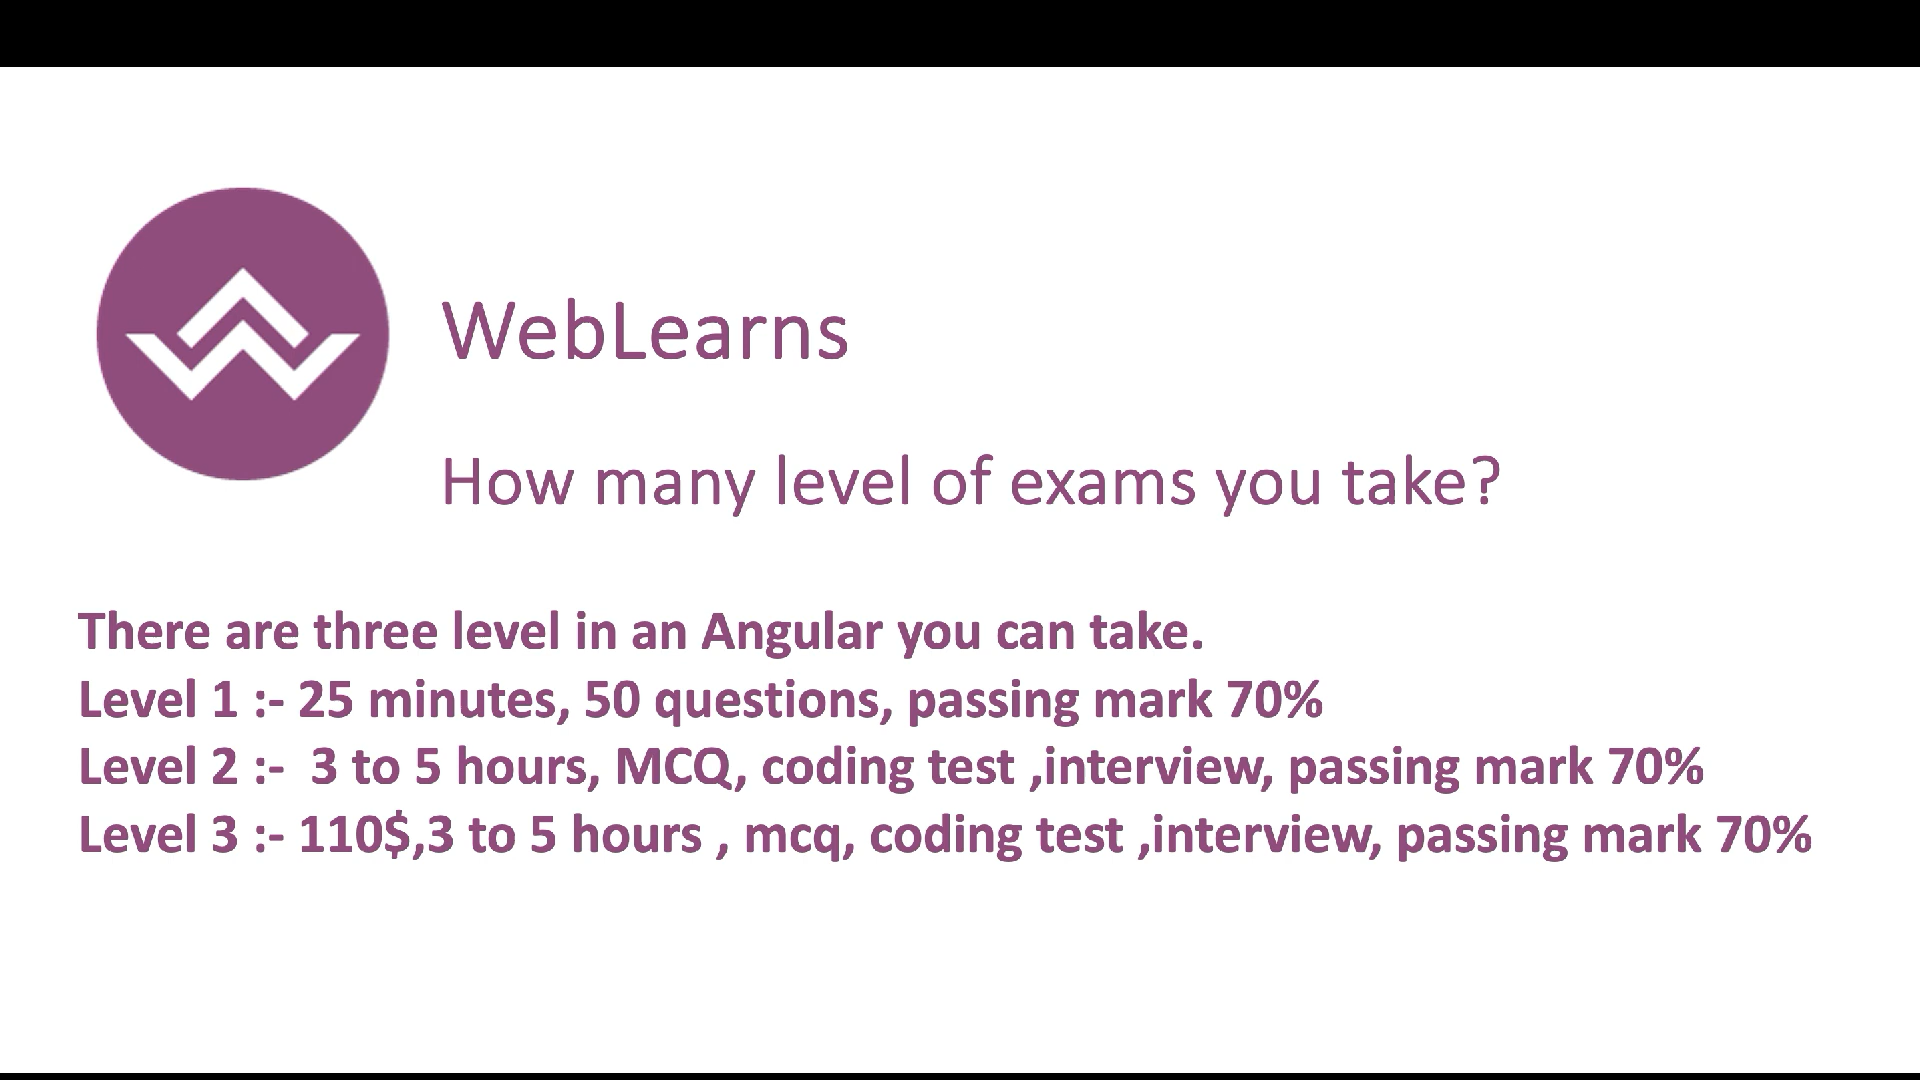 WebLearns
How many level of exams you take?
There are three level in an Angular you can take.
Level 1 :- 25 minutes, 50 questions, passing mark 70%
Level 2 :-  3 to 5 hours, MCQ, coding test ,interview, passing mark 70%
Level 3 :- 110$,3 to 5 hours , mcq, coding test ,interview, passing mark 70%